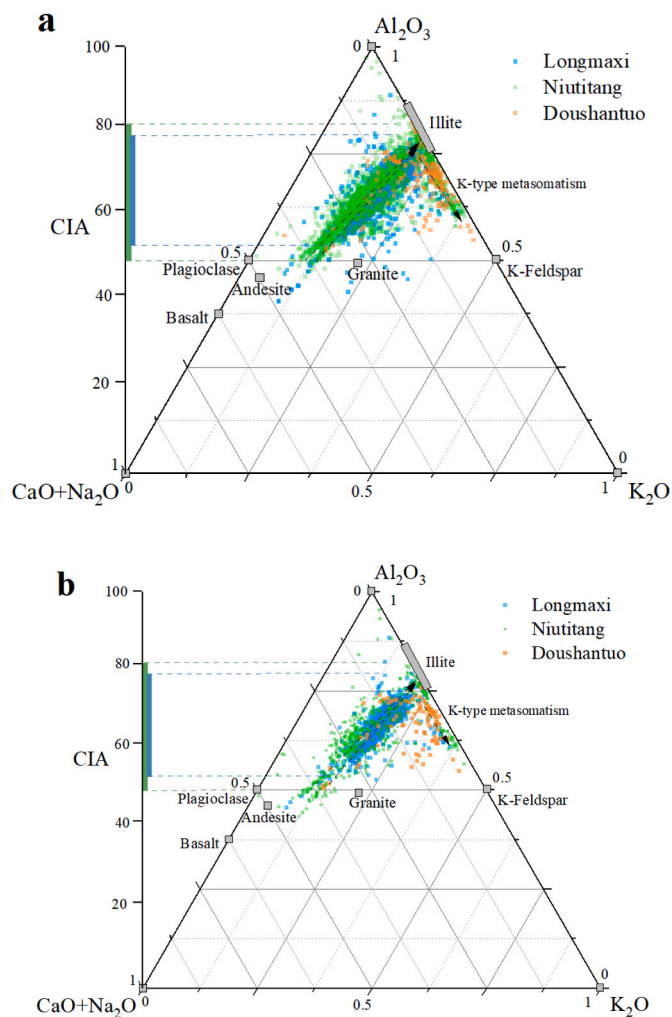 a
100
80
60
40
20
CIA
Al₂O₃
0
1
Longmaxi
Niutitang
Doushantuo
Illite
K-type metasomatism
0.5
0.5
Plagioclase
K-Feldspar
Andesite
Granite
Basalt
1
0
CaO+Na₂O
0
0.5
1
K₂O
b
100
80
60
40
20
CIA
Al₂O₃
0
1
Longmaxi
Niutitang
Doushantuo
Illite
K-type metasomatism
0.5
0.5
Plagioclase
K-Feldspar
Andesite
Granite
Basalt
1
0
CaO+Na₂O
0
0.5
1
K₂O